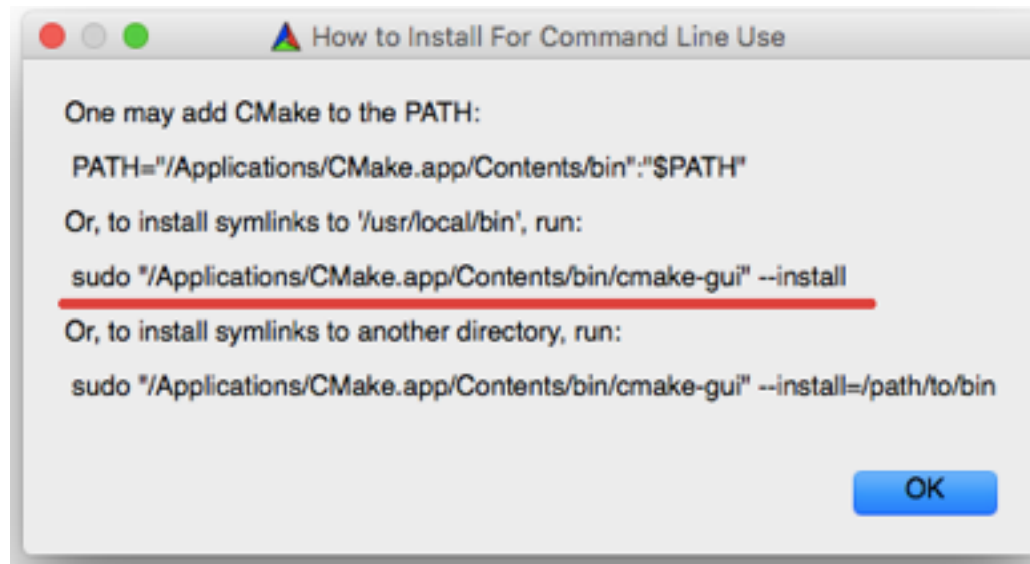 How to Install For Command Line Use
One may add CMake to the PATH:
PATH="/Applications/CMake.app/Contents/bin":"$PATH"
Or, to install symlinks to '/usr/local/bin', run:
sudo "/Applications/CMake.app/Contents/bin/cmake-gui" --install
Or, to install symlinks to another directory, run:
sudo "/Applications/CMake.app/Contents/bin/cmake-gui" --install=/path/to/bin
OK